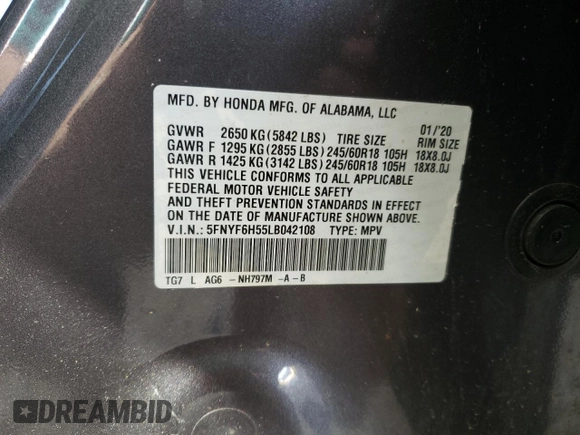 MFD. BY HONDA MFG. OF ALABAMA, LLC
GVWR 2650 KG (5842 LBS) TIRE SIZE 01/'20 RIM SIZE
GAWR F 1295 KG (2855 LBS) 245/60R18 105H 18X8.0J
GAWR R 1425 KG (3142 LBS) 245/60R18 105H 18X8.0J
THIS VEHICLE CONFORMS TO ALL APPLICABLE
FEDERAL MOTOR VEHICLE SAFETY
AND THEFT PREVENTION STANDARDS IN EFFECT
ON THE DATE OF MANUFACTURE SHOWN ABOVE.
V.I.N.: 5FNYF6H55LB042108 TYPE: MPV
TG7 L AG6 -NH797M -A-B
DREAMBID